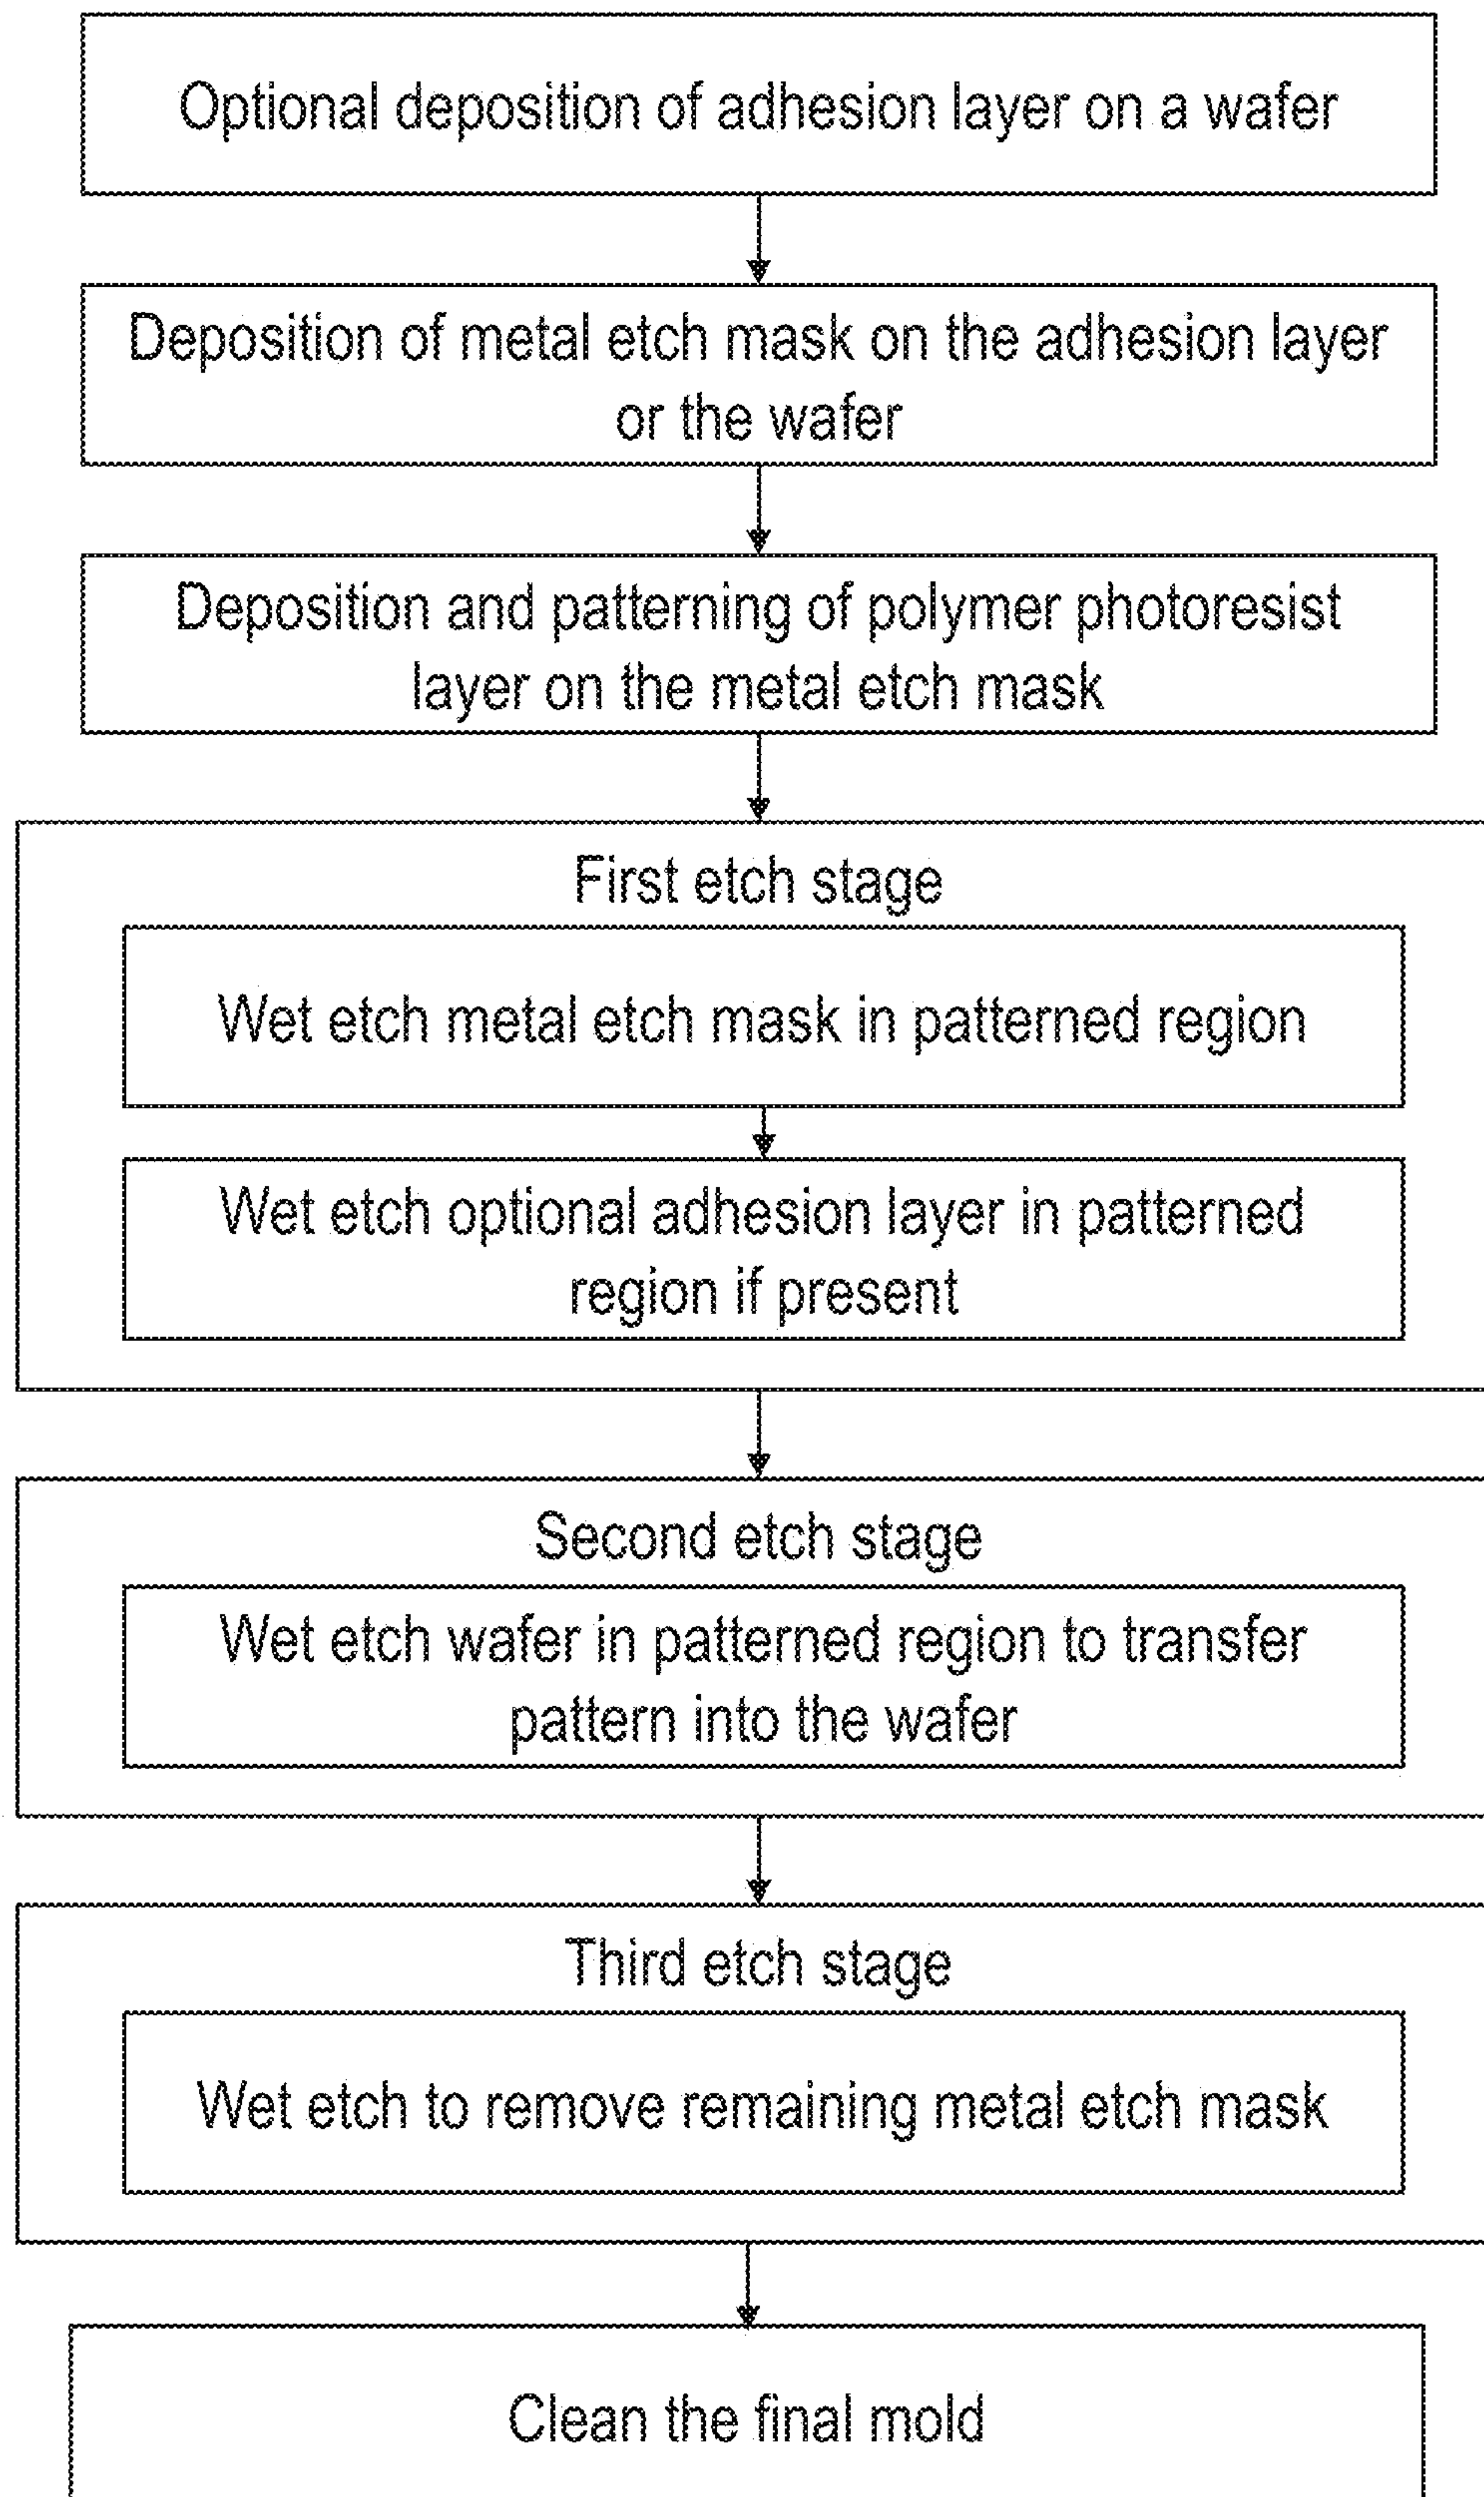 Optional deposition of adhesion layer on a wafer
Deposition of metal etch mask on the adhesion layer
or the wafer
Deposition and patterning of polymer photoresist
layer on the metal etch mask
First etch stage
Wet etch metal etch mask in patterned region
Wet etch optional adhesion layer in patterned
region if present
Second etch stage
Wet etch wafer in patterned region to transfer
pattern into the wafer
Third etch stage
Wet etch to remove remaining metal etch mask
Clean the final mold